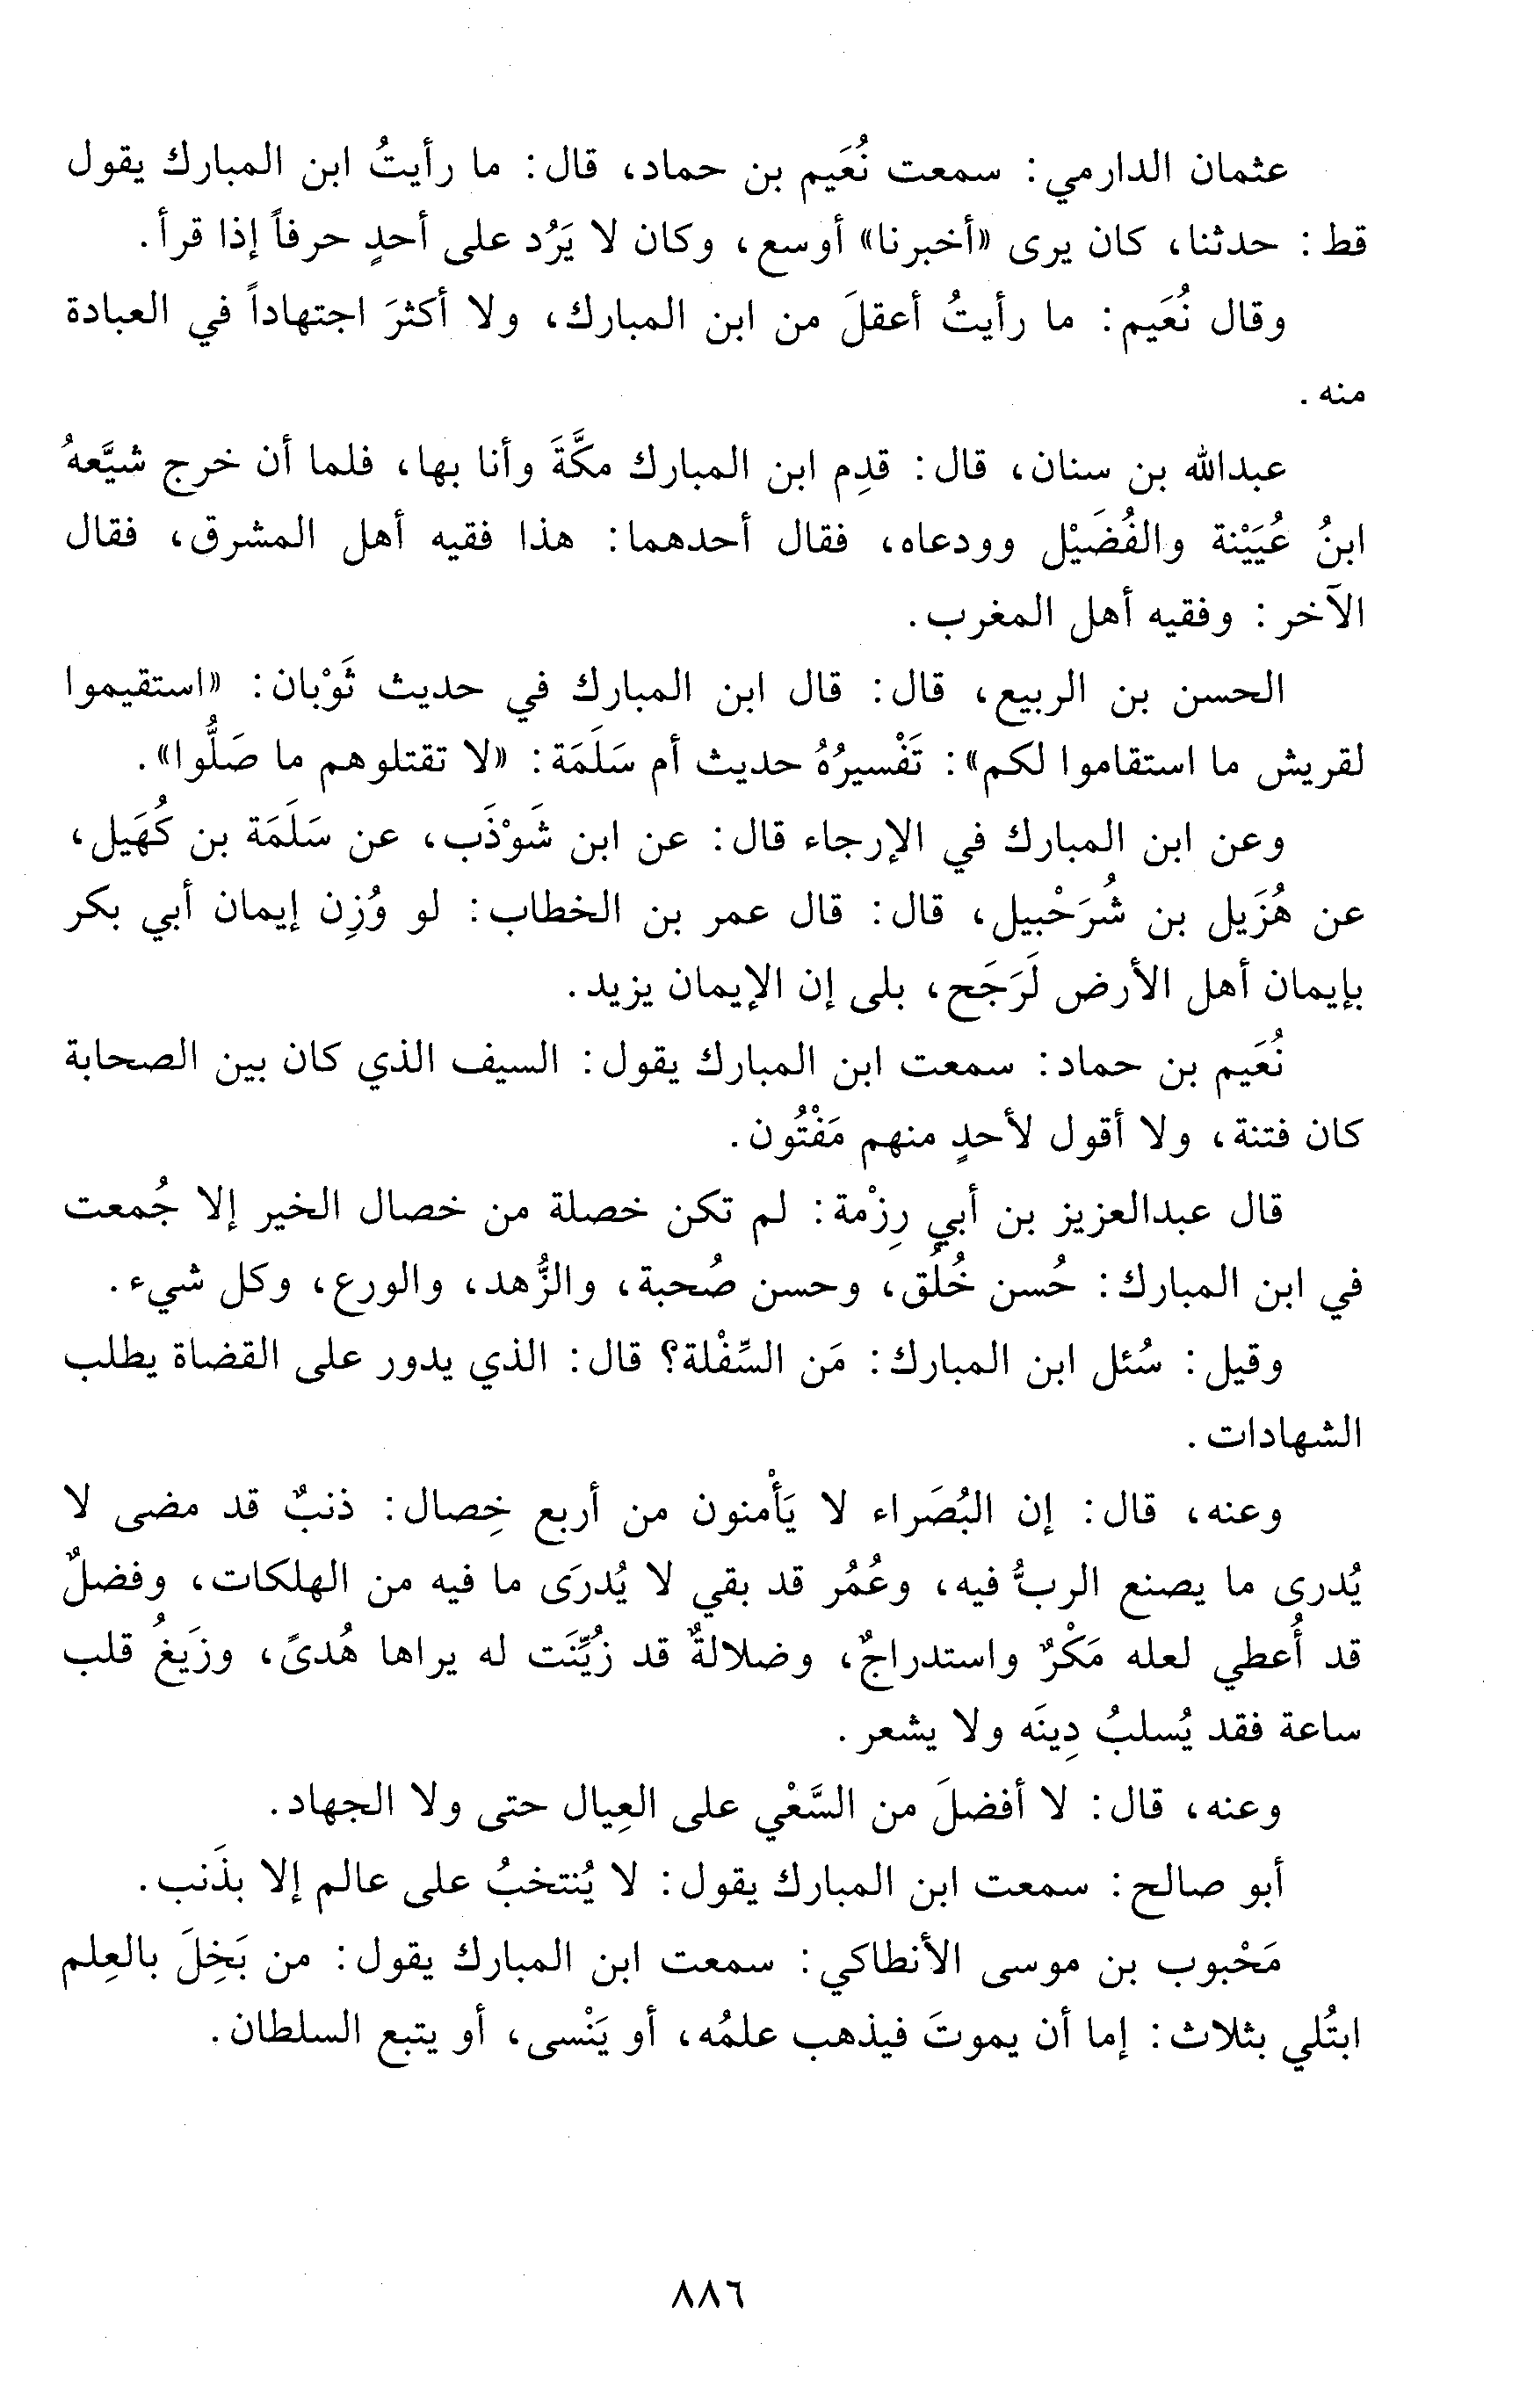 عثمان الدارمي: سمعت نُعَيم بن حماد، قال: ما رأيتُ ابن المبارك يقول
قط: حدثنا، كان يرى «أخبرنا» أوسع، وكان لا يَرُد على أحدٍ حرفاً إذا قرأ.
وقال نُعَيم: ما رأيتُ أعقلَ من ابن المبارك، ولا أكثرَ اجتهاداً في العبادة
منه.
عبدالله بن سنان، قال: قدِم ابن المبارك مكَّةَ وأنا بها، فلما أن خرج شيَّعهُ
ابنُ عُيَيْنة والفُضَيْل وودعاه، فقال أحدهما: هذا فقيه أهل المشرق، فقال
الآخر: وفقيه أهل المغرب.
الحسن بن الربيع، قال: قال ابن المبارك في حديث ثَوْبان: «استقيموا
لقريش ما استقاموا لكم»: تَفْسيرُهُ حديث أم سَلَمَة: «لا تقتلوهم ما صَلُّوا».
وعن ابن المبارك في الإرجاء قال: عن ابن شَوْذَب، عن سَلَمَة بن كُهَيل،
عن هُزَيل بن شُرَحْبيل، قال: قال عمر بن الخطاب: لو وُزِن إيمان أبي بكر
بإيمان أهل الأرض لَرَجَح، بلى إن الإيمان يزيد.
نُعَيم بن حماد: سمعت ابن المبارك يقول: السيف الذي كان بين الصحابة
كان فتنة، ولا أقول لأحدٍ منهم مَفْتُون.
قال عبدالعزيز بن أبي رِزْمة: لم تكن خصلة من خصال الخير إلا جُمعت
في ابن المبارك: حُسن خُلُق، وحسن صُحبة، والزُّهد، والورع، وكل شيء.
وقيل: سُئل ابن المبارك: مَن السِّفْلة؟ قال: الذي يدور على القضاة يطلب
الشهادات.
وعنه، قال: إن البُصَراء لا يَأْمنون من أربع خِصال: ذنبٌ قد مضى لا
يُدرى ما يصنع الربُّ فيه، وعُمُر قد بقي لا يُدرَى ما فيه من الهلكات، وفضلٌ
قد أُعطي لعله مَكْرٌ واستدراجٌ، وضلالةٌ قد زُيِّنَت له يراها هُدىً، وزَيغُ قلب
ساعة فقد يُسلبُ دِينَه ولا يشعر.
وعنه، قال: لا أفضلَ من السَّعْي على العِيال حتى ولا الجهاد.
أبو صالح: سمعت ابن المبارك يقول: لا يُنتخبُ على عالم إلا بذَنب.
مَحْبوب بن موسى الأنطاكي: سمعت ابن المبارك يقول: من بَخِلَ بالعِلم
ابتُلي بثلاث: إما أن يموتَ فيذهب علمُه، أو يَنْسى، أو يتبع السلطان.
٨٨٦